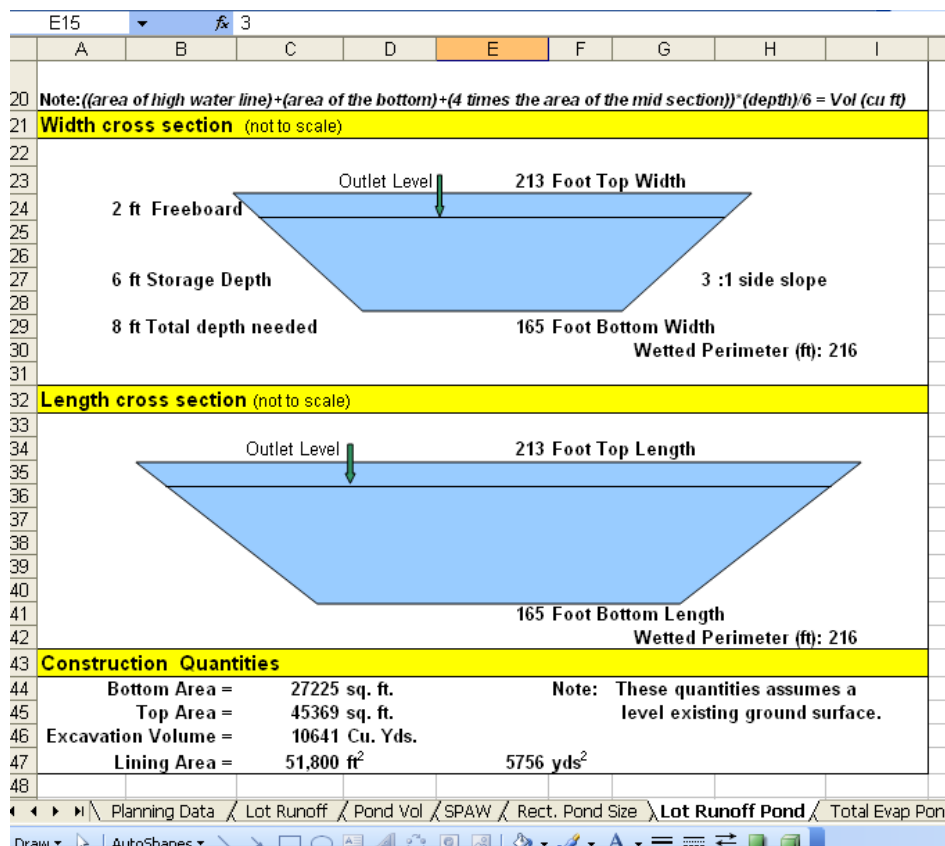 E15 fx 3
A B C D E F G H I
20 Note:((area of high water line)+(area of the bottom)+(4 times the area of the mid section))*(depth)/6 = Vol (cu ft)
21 Width cross section (not to scale)
22
23 Outlet Level 213 Foot Top Width
24 2 ft Freeboard
25
26
27 6 ft Storage Depth 3 :1 side slope
28
29 8 ft Total depth needed 165 Foot Bottom Width
30 Wetted Perimeter (ft): 216
31
32 Length cross section (not to scale)
33
34 Outlet Level 213 Foot Top Length
35
36
37
38
39
40
41 165 Foot Bottom Length
42 Wetted Perimeter (ft): 216
43 Construction Quantities
44 Bottom Area = 27225 sq. ft. Note: These quantities assumes a
45 Top Area = 45369 sq. ft. level existing ground surface.
46 Excavation Volume = 10641 Cu. Yds.
47 Lining Area = 51,800 ft² 5756 yds²
48
Planning Data Lot Runoff Pond Vol SPAW Rect. Pond Size Lot Runoff Pond Total Evap Pon
Draw AutoShapes A A